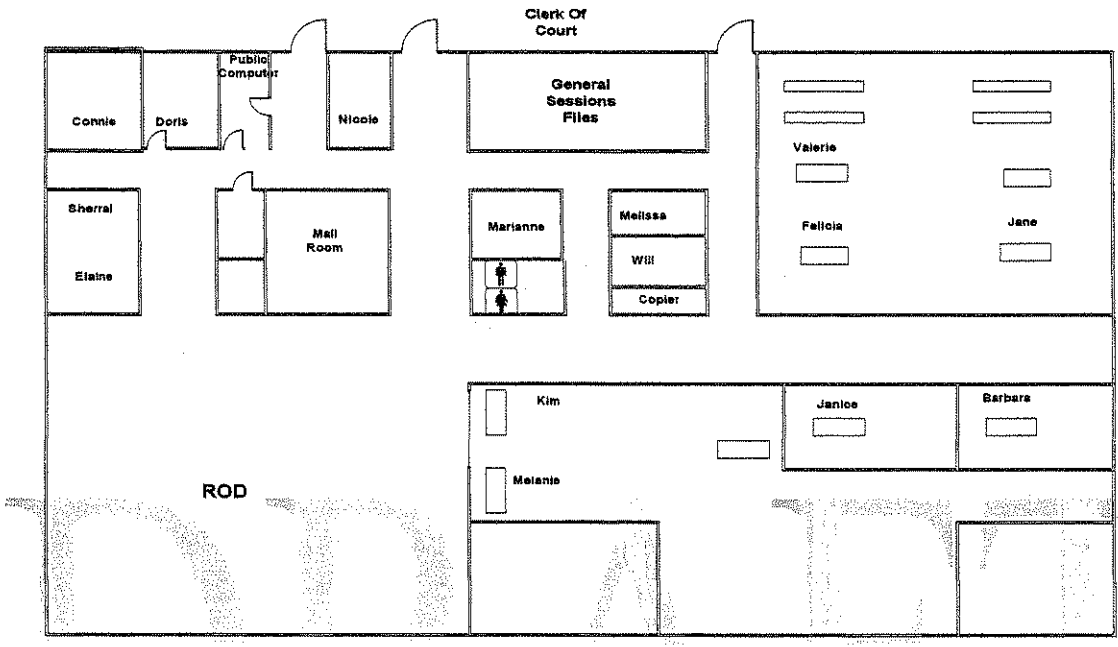 Clerk Of
Court
Public
Computer
General
Sessions
Files
Connie
Doris
Nicole
Valerie
Sherral
Mail
Room
Marianne
Melissa
Felicia
Jane
Elaine
Will
Copier
Kim
Janice
Barbara
Melanie
ROD
DRAFT